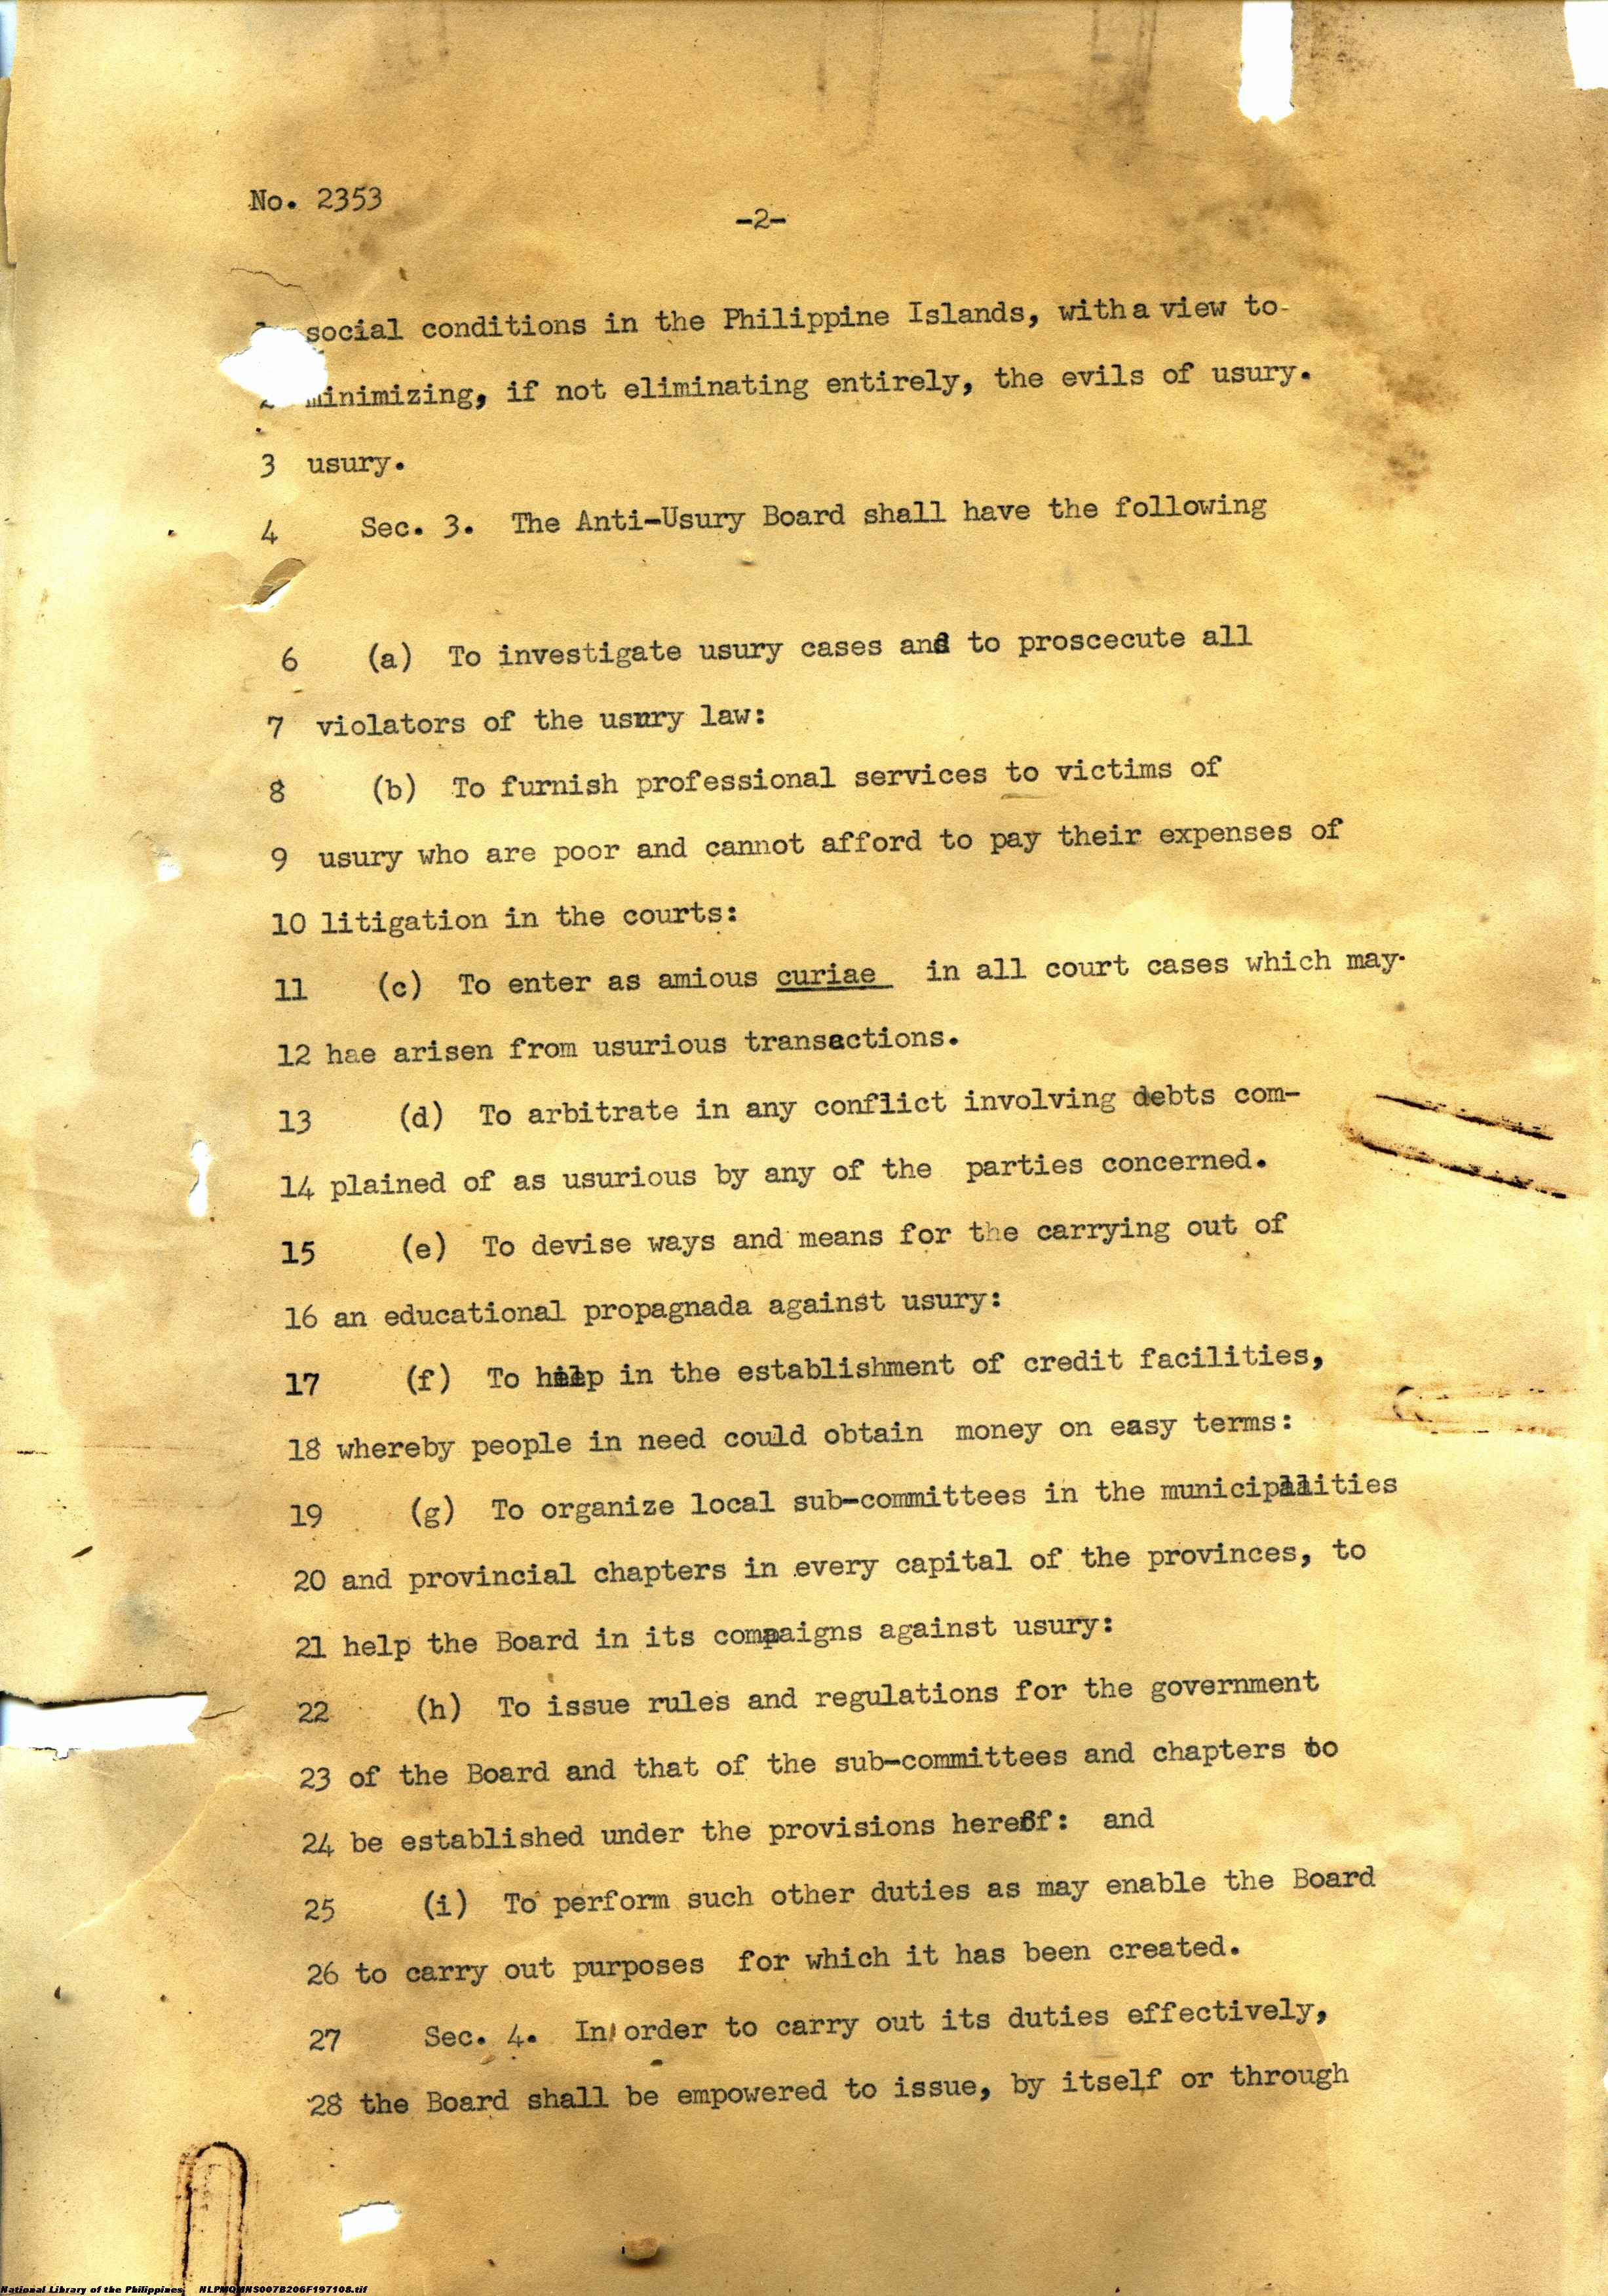 No. 2353
-2-
social conditions in the Philippine Islands, with a view to
minimizing, if not eliminating entirely, the evils of usury.
3 usury.
4 Sec. 3. The Anti-Usury Board shall have the following
6 (a) To investigate usury cases and to proscecute all
7 violators of the usury law:
8 (b) To furnish professional services to victims of
9 usury who are poor and cannot afford to pay their expenses of
10 litigation in the courts:
11 (c) To enter as amious curiae in all court cases which may
12 hae arisen from usurious transactions.
13 (d) To arbitrate in any conflict involving debts com-
14 plained of as usurious by any of the parties concerned.
15 (e) To devise ways and means for the carrying out of
16 an educational propagnada against usury:
17 (f) To help in the establishment of credit facilities,
18 whereby people in need could obtain money on easy terms:
19 (g) To organize local sub-committees in the municipalities
20 and provincial chapters in every capital of the provinces, to
21 help the Board in its compaigns against usury:
22 (h) To issue rules and regulations for the government
23 of the Board and that of the sub-committees and chapters to
24 be established under the provisions hereof: and
25 (i) To perform such other duties as may enable the Board
26 to carry out purposes for which it has been created.
27 Sec. 4. In order to carry out its duties effectively,
28 the Board shall be empowered to issue, by itself or through
National Library of the Philippines NLPMQMNS007B206F197108.tif